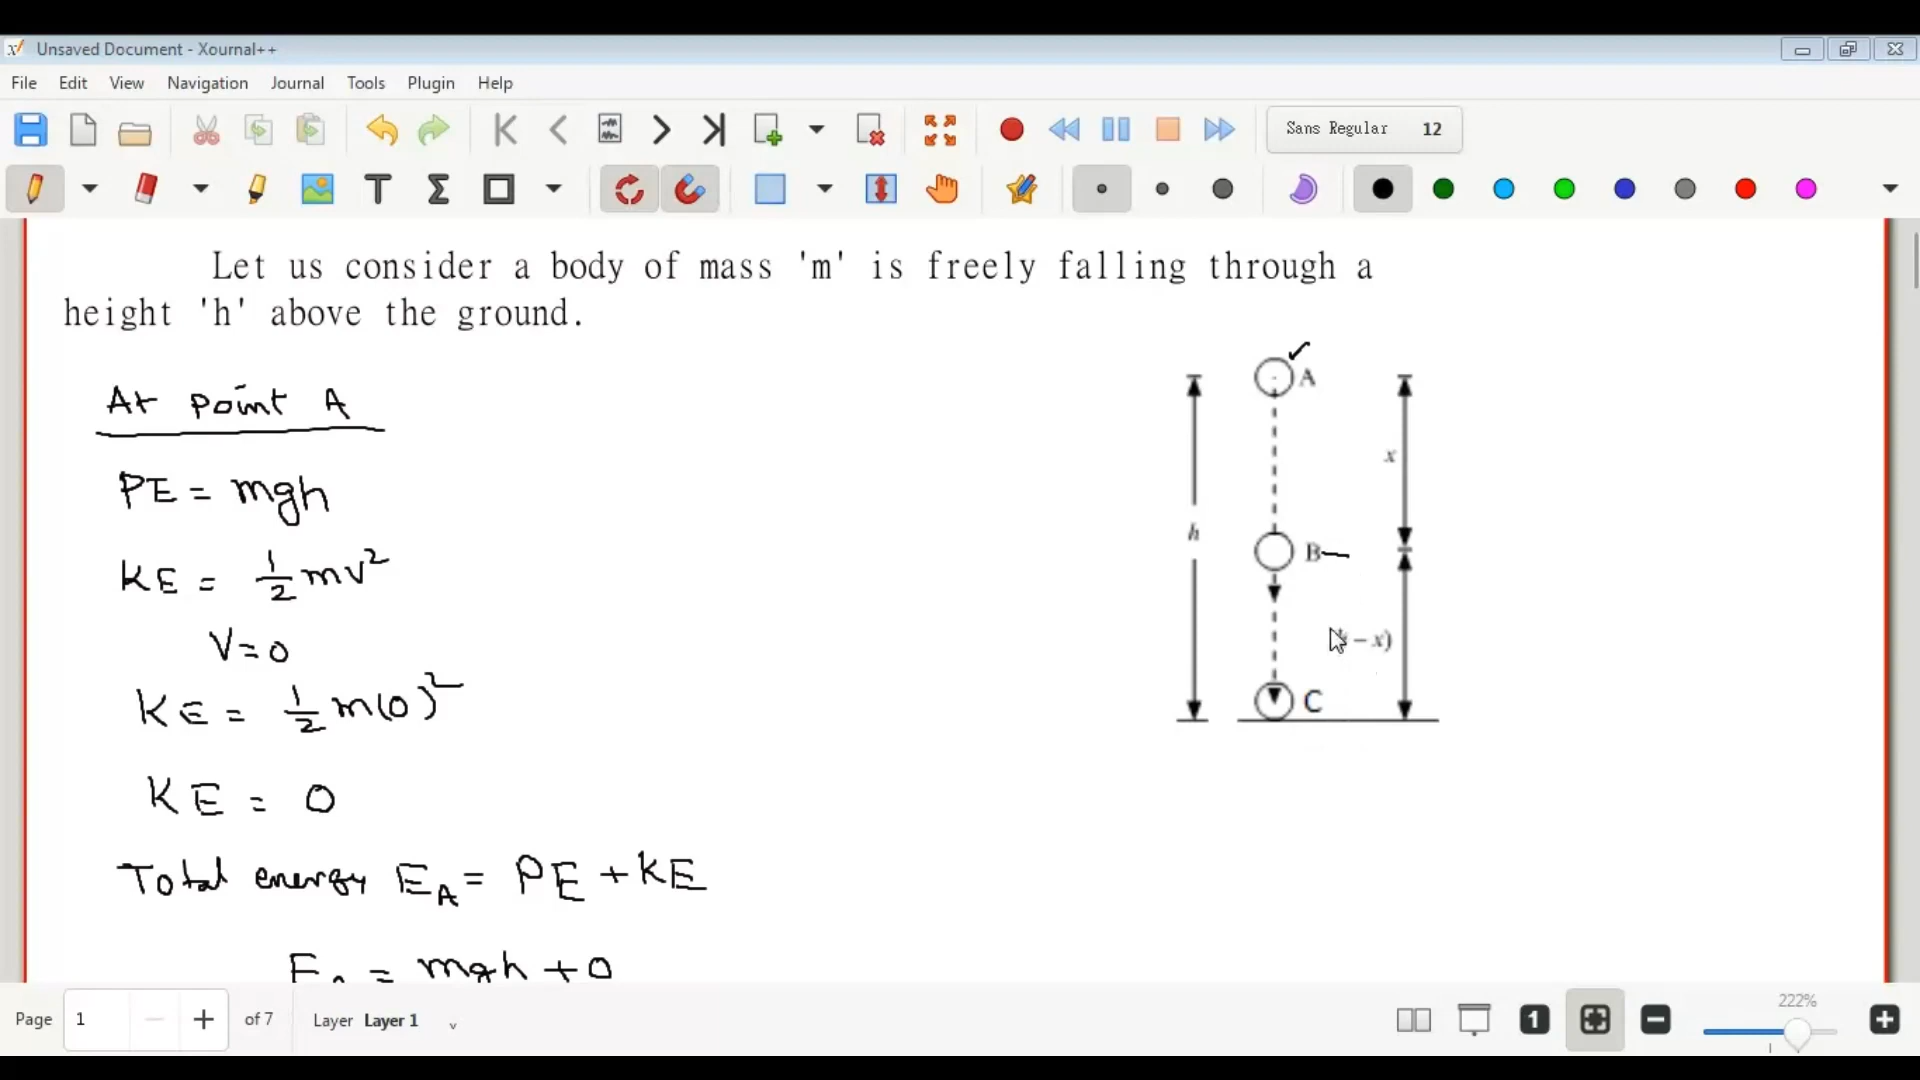 Unsaved Document - Xournal++
File Edit View Navigation Journal Tools Plugin Help
Sans Regular 12
Let us consider a body of mass 'm' is freely falling through a
height 'h' above the ground.
At point A
PE = mgh
KE = 1/2 mv²
V = 0
KE = 1/2 m(0)²
KE = 0
Total energy E_A = PE + KE
= mgh + 0
A
x
h
B
- x)
C
Page 1 of 7 Layer Layer 1
222%